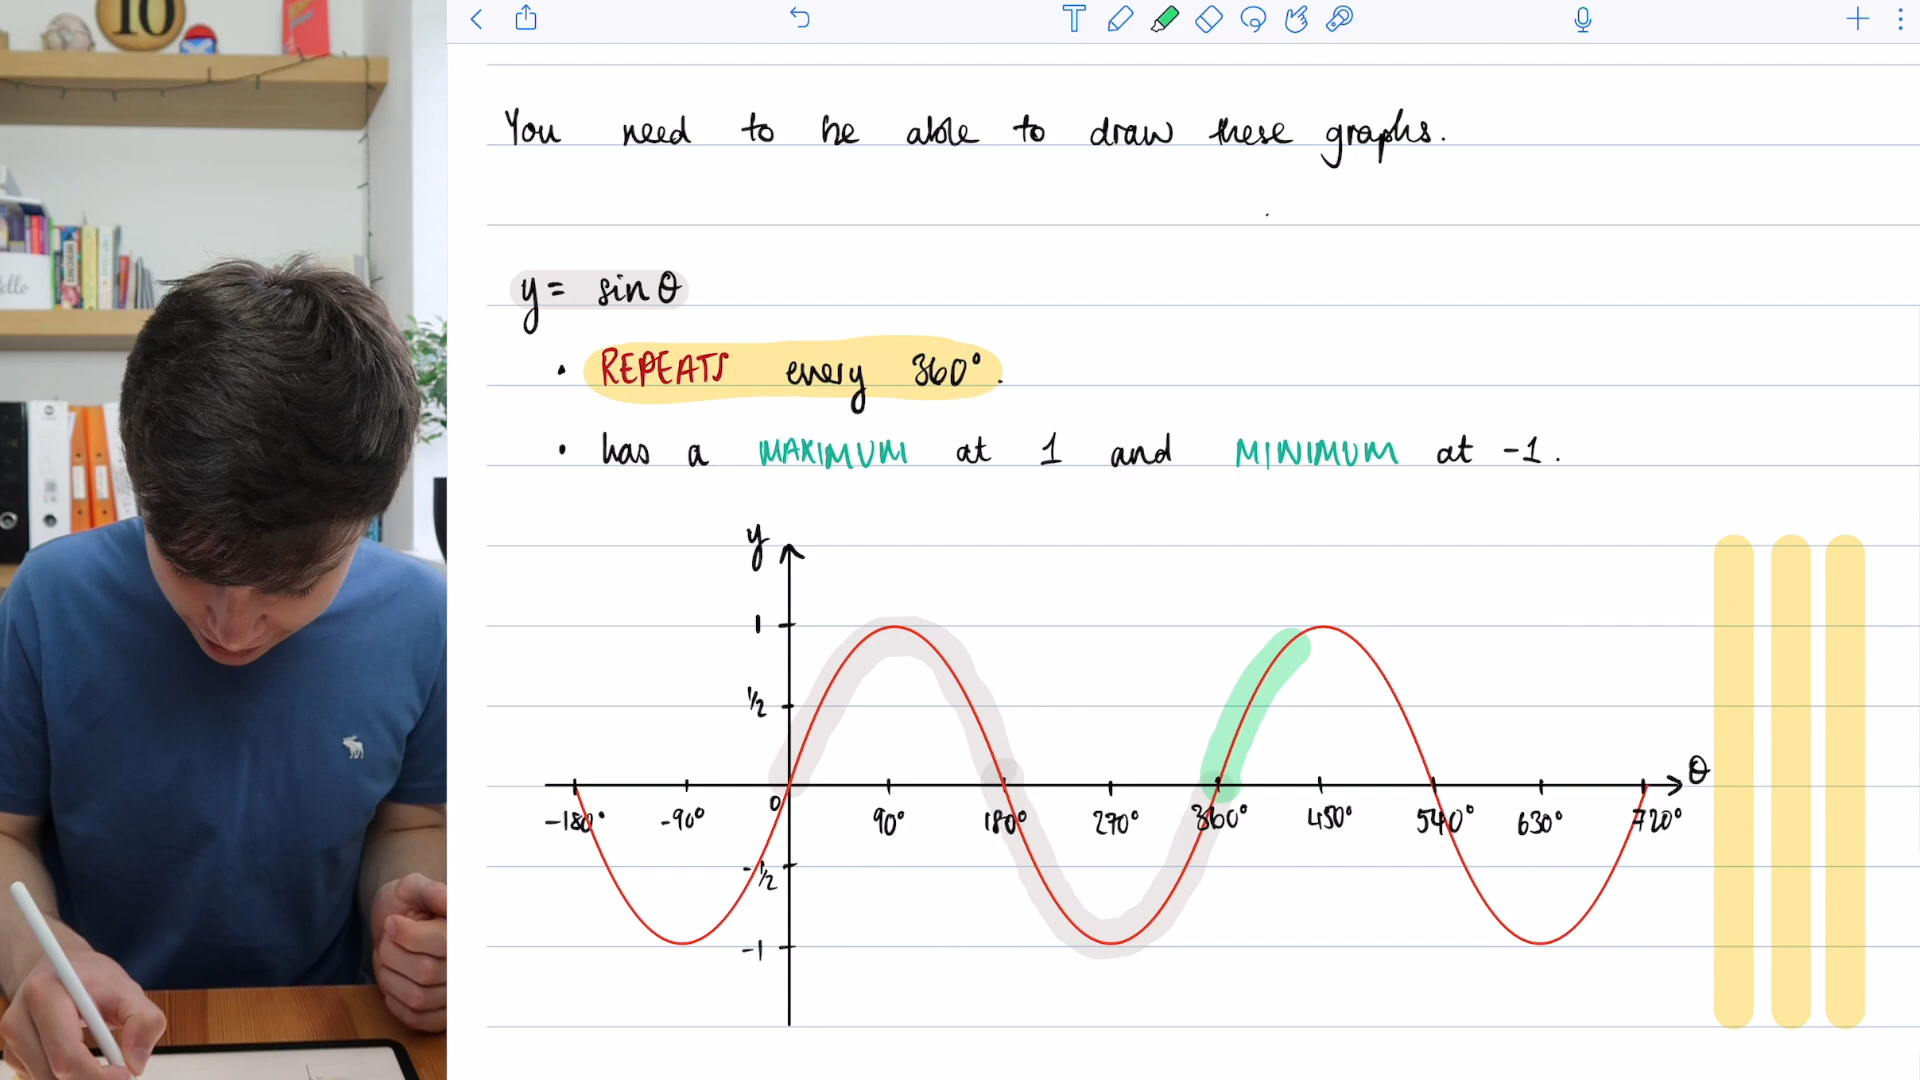 10
You need to be able to draw these graphs.
y = sin θ
• REPEATS every 360°.
• has a MAXIMUM at 1 and MINIMUM at -1.
y
1
1/2
θ
0
-180° -90° 90° 180° 270° 360° 450° 540° 630° 720°
-1/2
-1